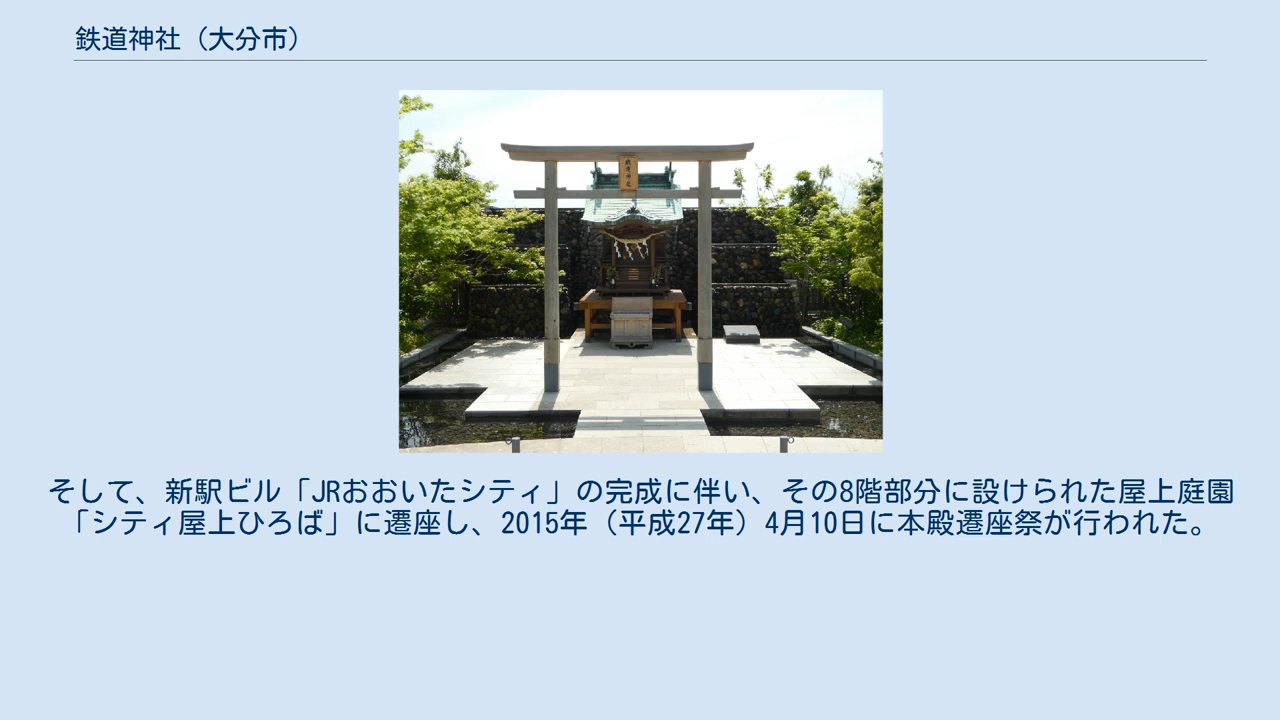 鉄道神社（大分市）
そして、新駅ビル「JRおおいたシティ」の完成に伴い、その8階部分に設けられた屋上庭園
「シティ屋上ひろば」に遷座し、2015年（平成27年）4月10日に本殿遷座祭が行われた。